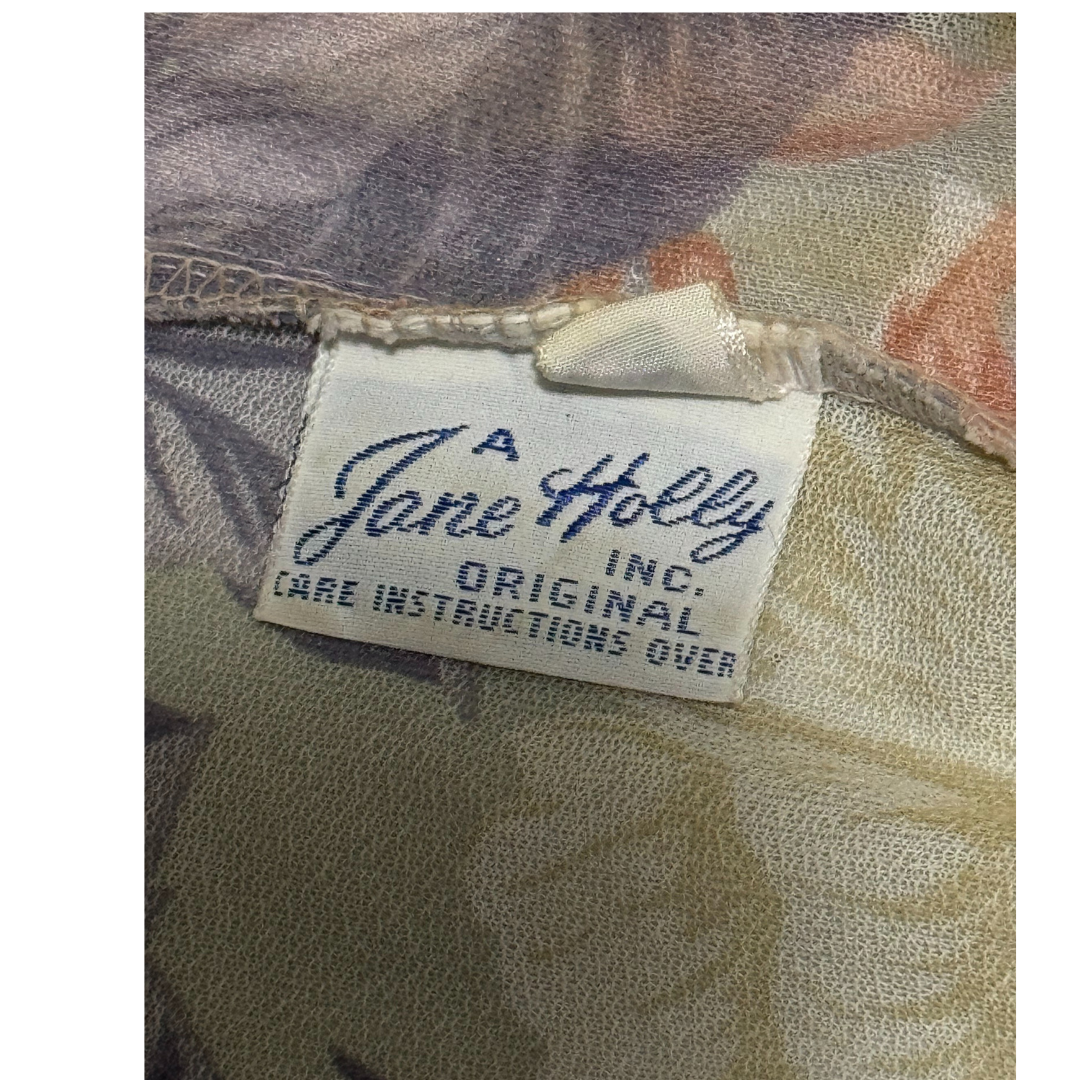 A
Jane Holly
INC.
ORIGINAL
CARE INSTRUCTIONS OVER